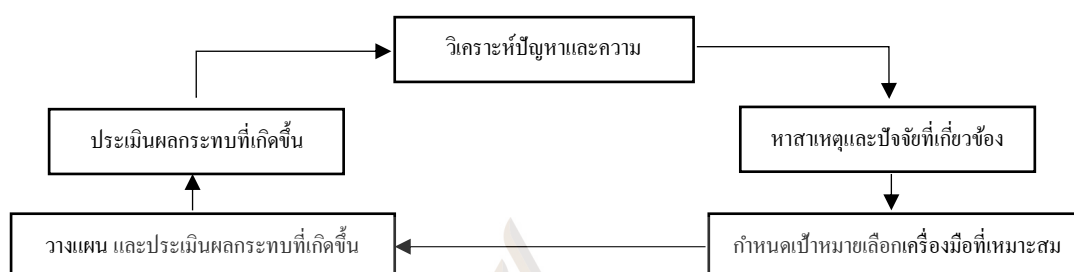 วิเคราะห์ปัญหาและความ
หาสาเหตุและปัจจัยที่เกี่ยวข้อง
กำหนดเป้าหมายเลือกเครื่องมือที่เหมาะสม
วางแผน และประเมินผลกระทบที่เกิดขึ้น
ประเมินผลกระทบที่เกิดขึ้น